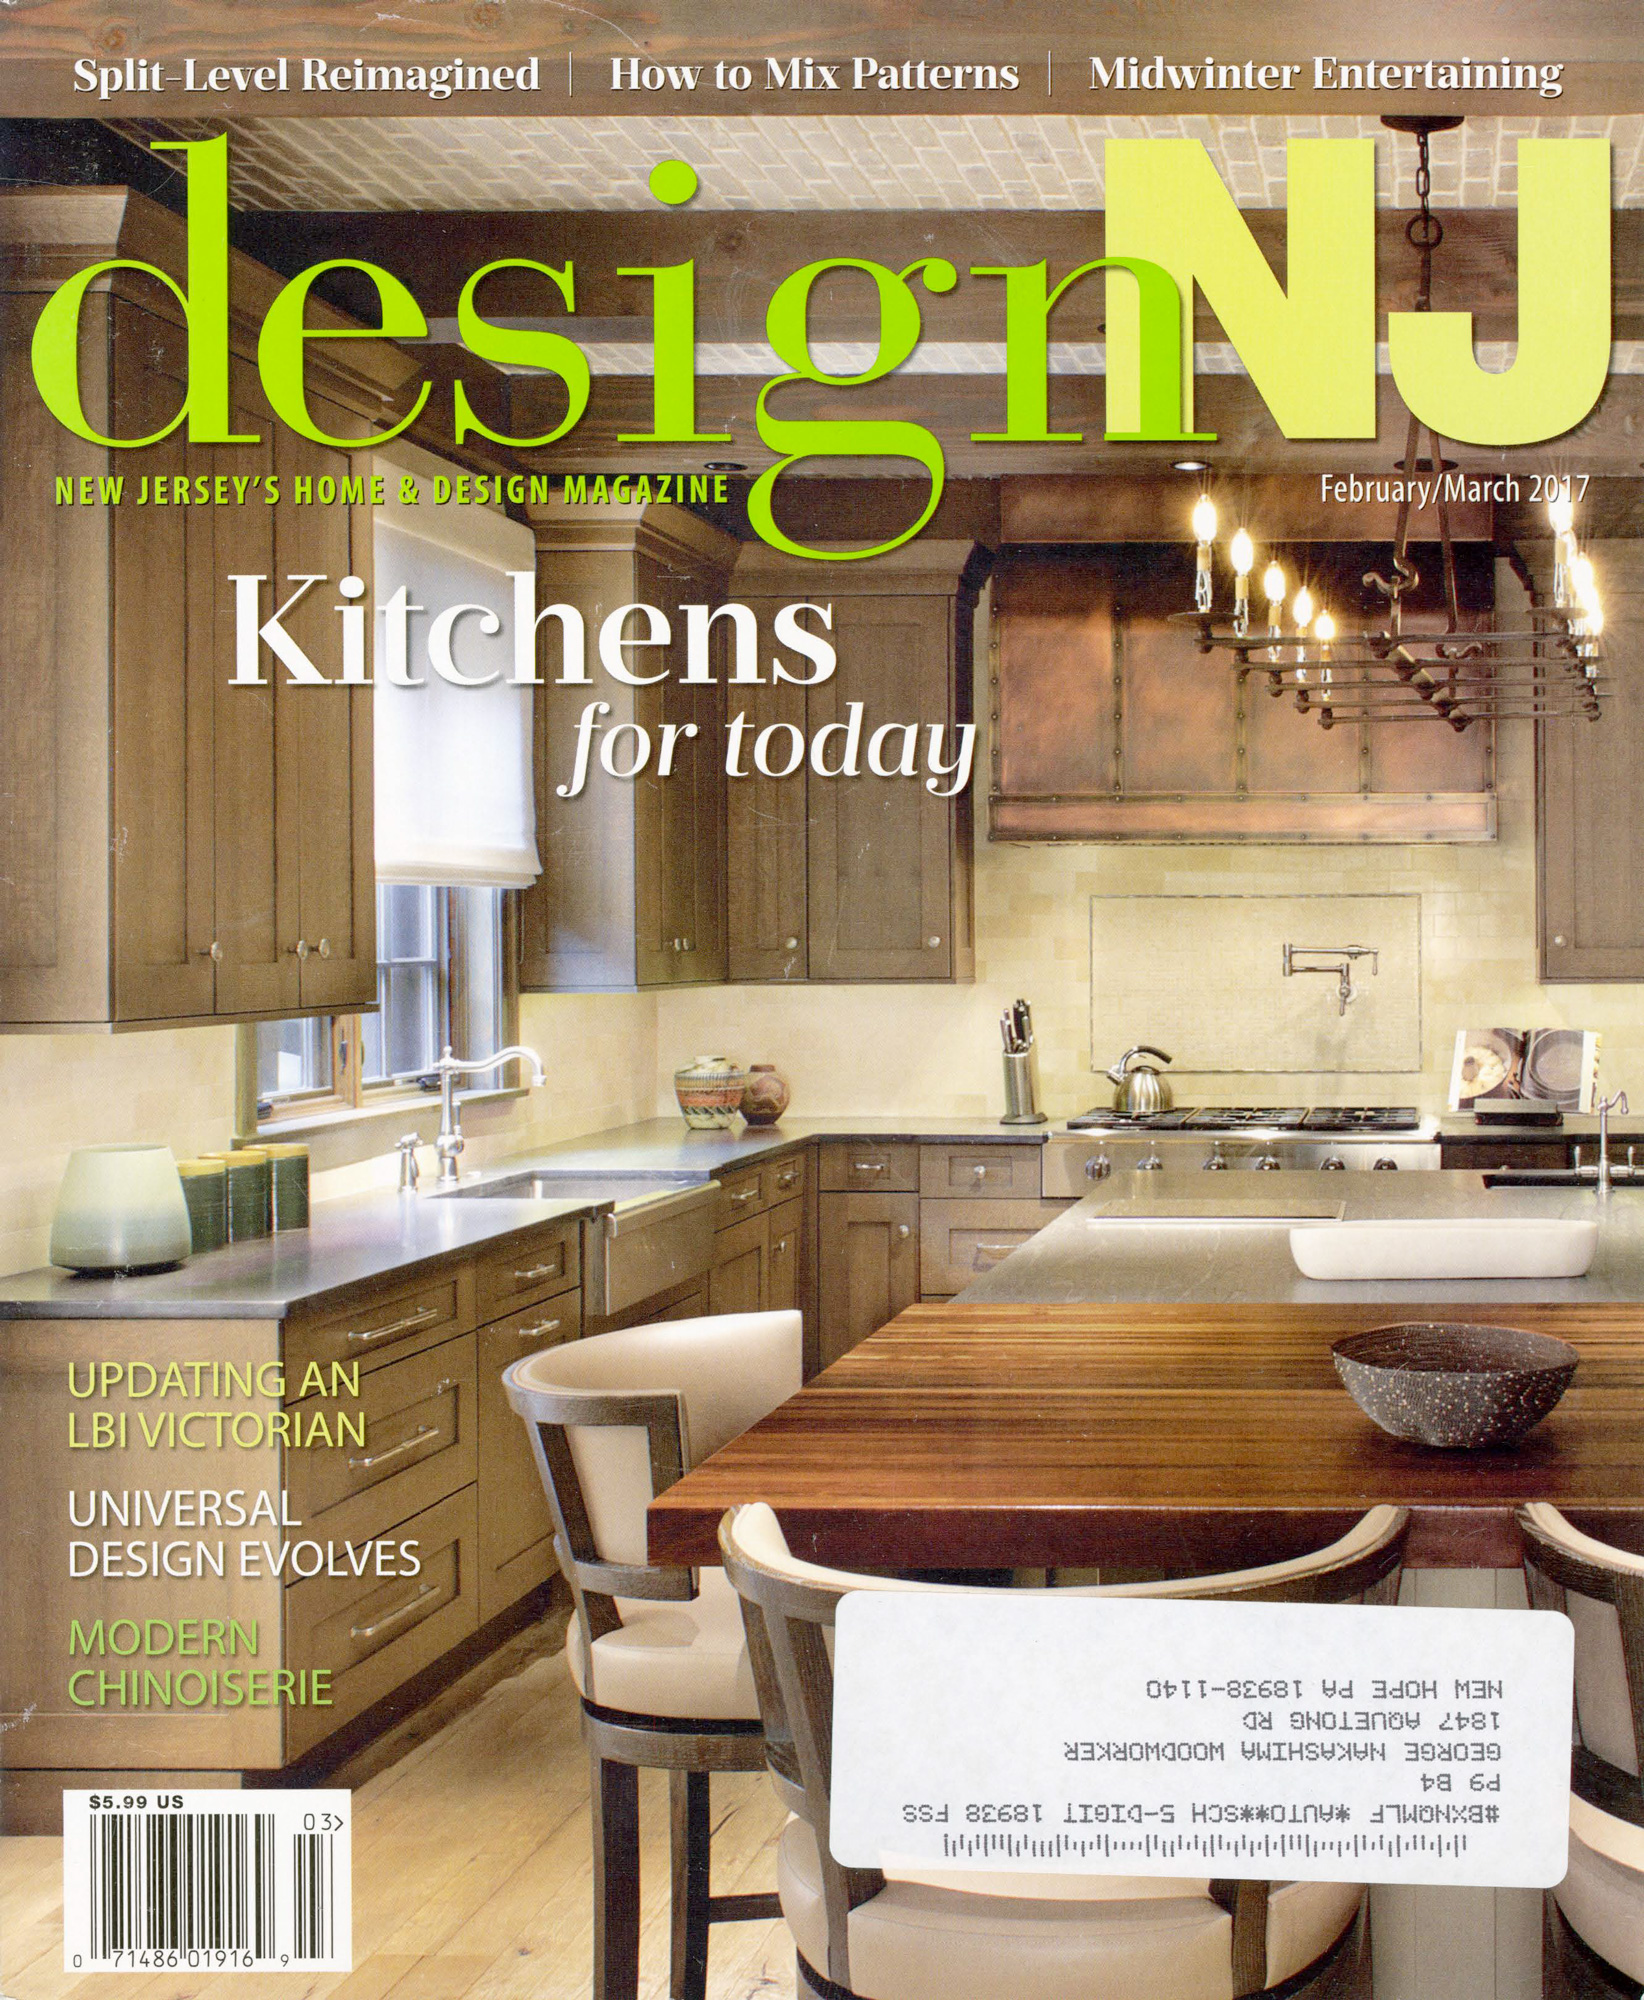 Split-Level Reimagined | How to Mix Patterns | Midwinter Entertaining
designNJ
NEW JERSEY'S HOME & DESIGN MAGAZINE
February/March 2017
Kitchens
for today
UPDATING AN
LBI VICTORIAN
UNIVERSAL
DESIGN EVOLVES
MODERN
CHINOISERIE
#BXNQMLF *AUTO**SCH 5-DIGIT 18938 FSS
P9 B4
GEORGE NAKASHIMA WOODWORKER
1847 AQUETONG RD
NEW HOPE PA 18938-1140
$5.99 US
03>
0 71486 01916 9